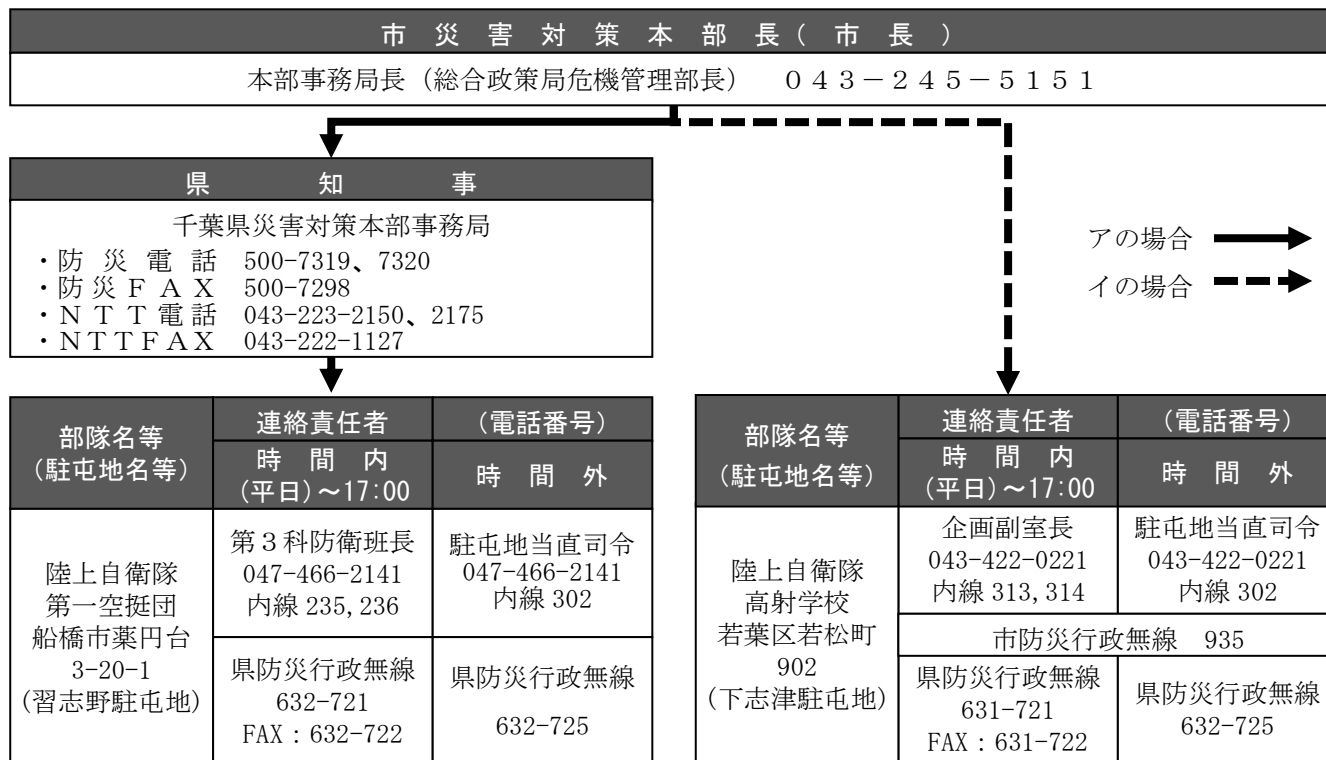 市災害対策本部長(市長)
本部事務局長(総合政策局危機管理部長) 043-245-5151
県知事
千葉県災害対策本部事務局
・防災電話 500-7319、7320
・防災FAX 500-7298
・NTT電話 043-223-2150、2175
・NTTFAX 043-222-1127
アの場合
イの場合
部隊名等
(駐屯地名等)
連絡責任者
(電話番号)
時間内
(平日)~17:00
時間外
陸上自衛隊
第一空挺団
船橋市薬円台
3-20-1
(習志野駐屯地)
第3科防衛班長
047-466-2141
内線 235,236
駐屯地当直司令
047-466-2141
内線 302
県防災行政無線
632-721
FAX:632-722
県防災行政無線
632-725
部隊名等
(駐屯地名等)
連絡責任者
(電話番号)
時間内
(平日)~17:00
時間外
陸上自衛隊
高射学校
若葉区若松町
902
(下志津駐屯地)
企画副室長
043-422-0221
内線 313,314
駐屯地当直司令
043-422-0221
内線 302
市防災行政無線 935
県防災行政無線
631-721
FAX:631-722
県防災行政無線
632-725